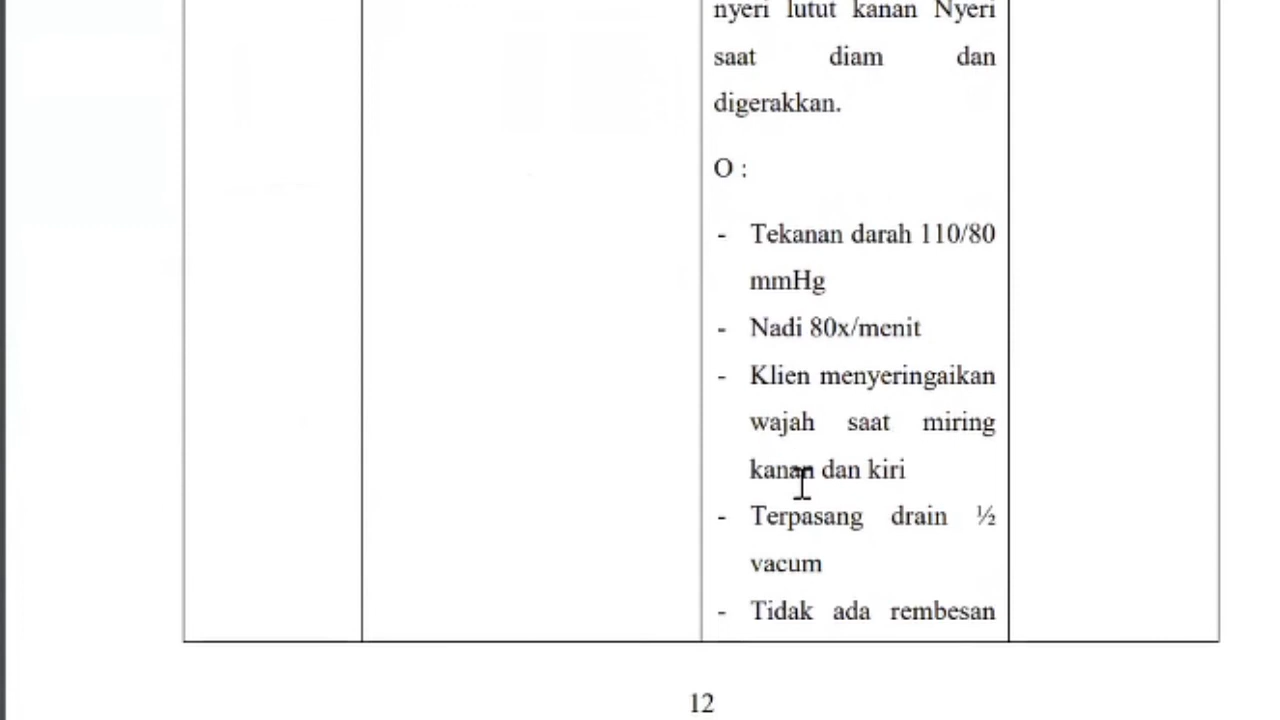 nyeri lutut kanan Nyeri
saat diam dan
digerakkan.
O :
- Tekanan darah 110/80
mmHg
- Nadi 80x/menit
- Klien menyeringaikan
wajah saat miring
kanan dan kiri
- Terpasang drain ½
vacum
- Tidak ada rembesan
12